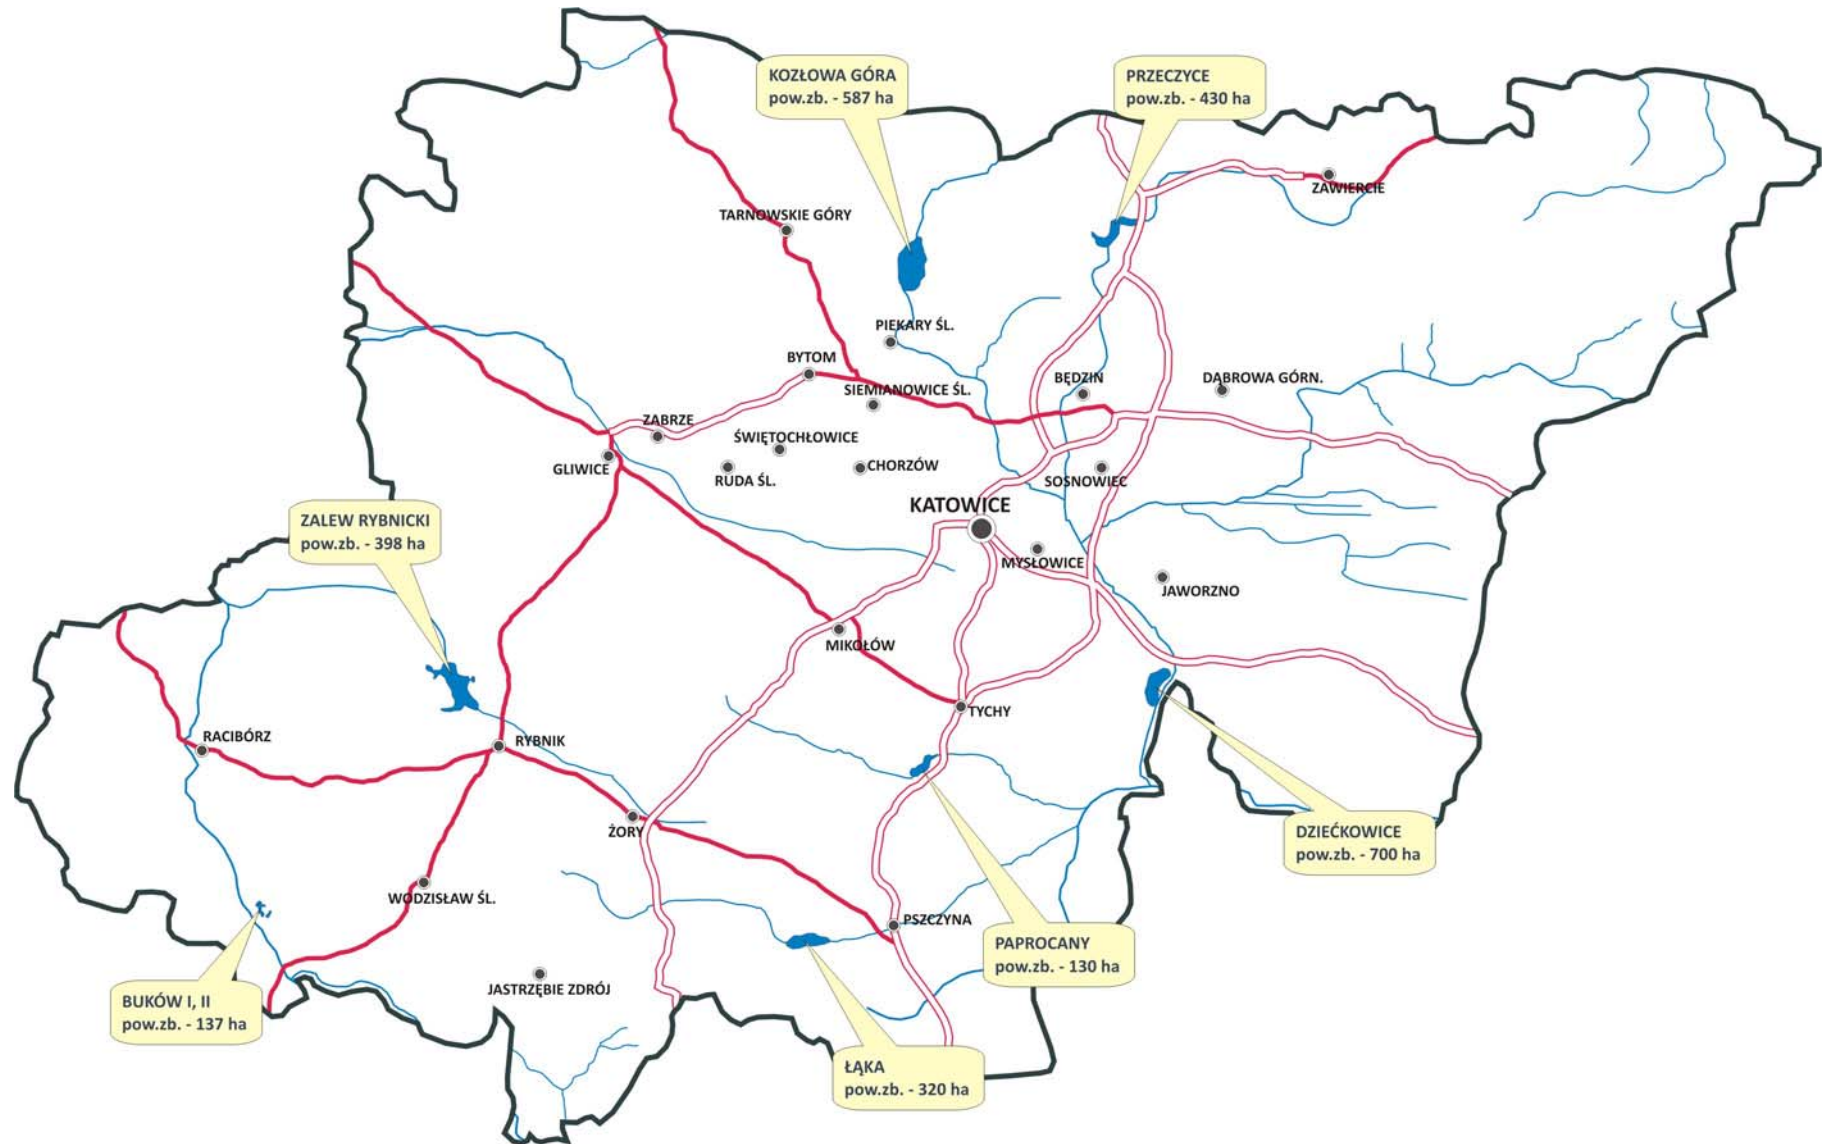 KOZŁOWA GÓRA
pow.zb. - 587 ha
PRZECZYCE
pow.zb. - 430 ha
ZAWIERCIE
TARNOWSKIE GÓRY
PIEKARY ŚL.
BYTOM
SIEMIANOWICE ŚL.
BĘDZIN
DĄBROWA GÓRN.
ZABRZE
ŚWIĘTOCHŁOWICE
GLIWICE
RUDA ŚL.
CHORZÓW
SOSNOWIEC
KATOWICE
ZALEW RYBNICKI
pow.zb. - 398 ha
MYSŁOWICE
JAWORZNO
MIKOŁÓW
TYCHY
RACIBÓRZ
RYBNIK
ŻORY
DZIEĆKOWICE
pow.zb. - 700 ha
WODZISŁAW ŚL.
PSZCZYNA
PAPROCANY
pow.zb. - 130 ha
JASTRZĘBIE ZDRÓJ
BUKÓW I, II
pow.zb. - 137 ha
ŁĄKA
pow.zb. - 320 ha